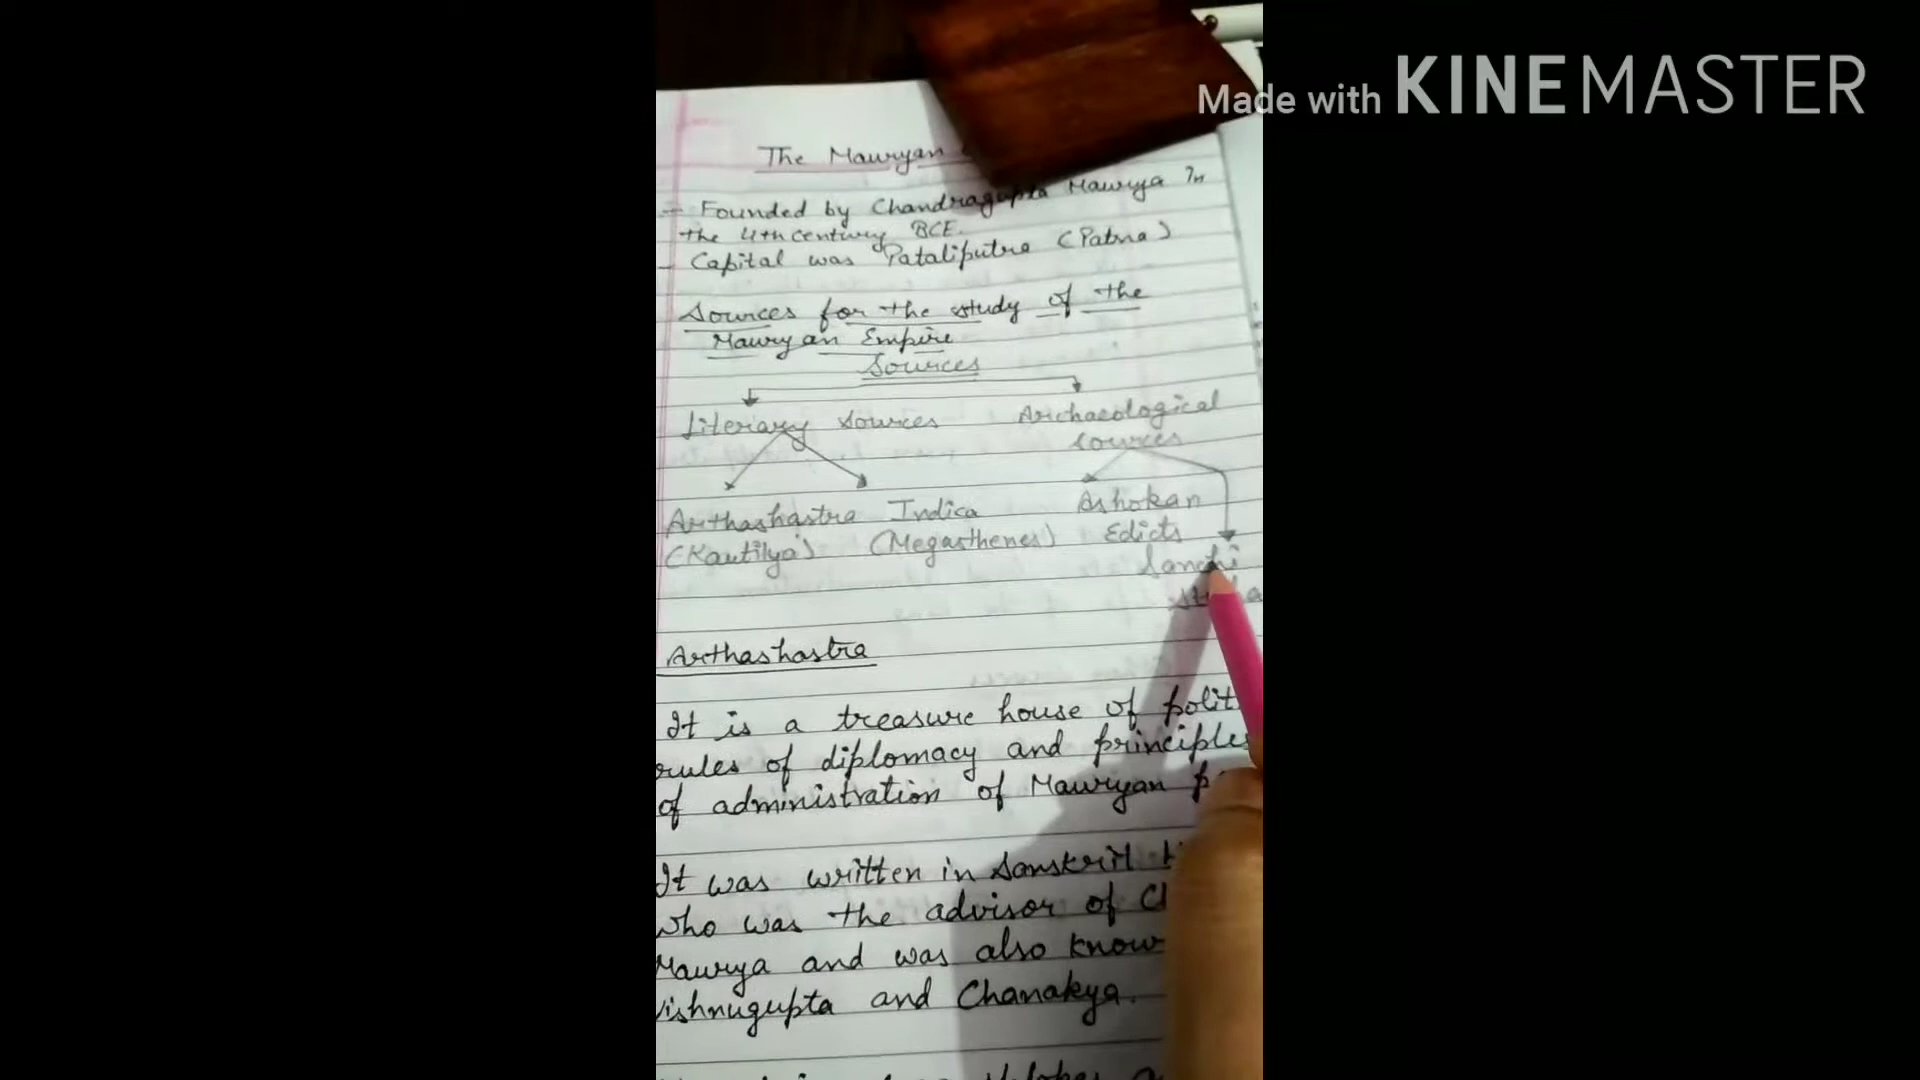 Made with KINEMASTER
The Mauryan
- Founded by Chandragupta Maurya In
the 4th century BCE.
- Capital was Pataliputra (Patna)
Sources for the study of the
Mauryan Empire
Sources
Literary sources Archaeological
sources
Arthashastra Indica Ashokan
(Kautilya) (Megasthenes) Edicts
Sanchi
Arthashastra
It is a treasure house of
rules of diplomacy and principles
of administration of Mauryan
It was written in Sanskrit
who was the advisor of
Maurya and was also know
ishnugupta and Chanakya.